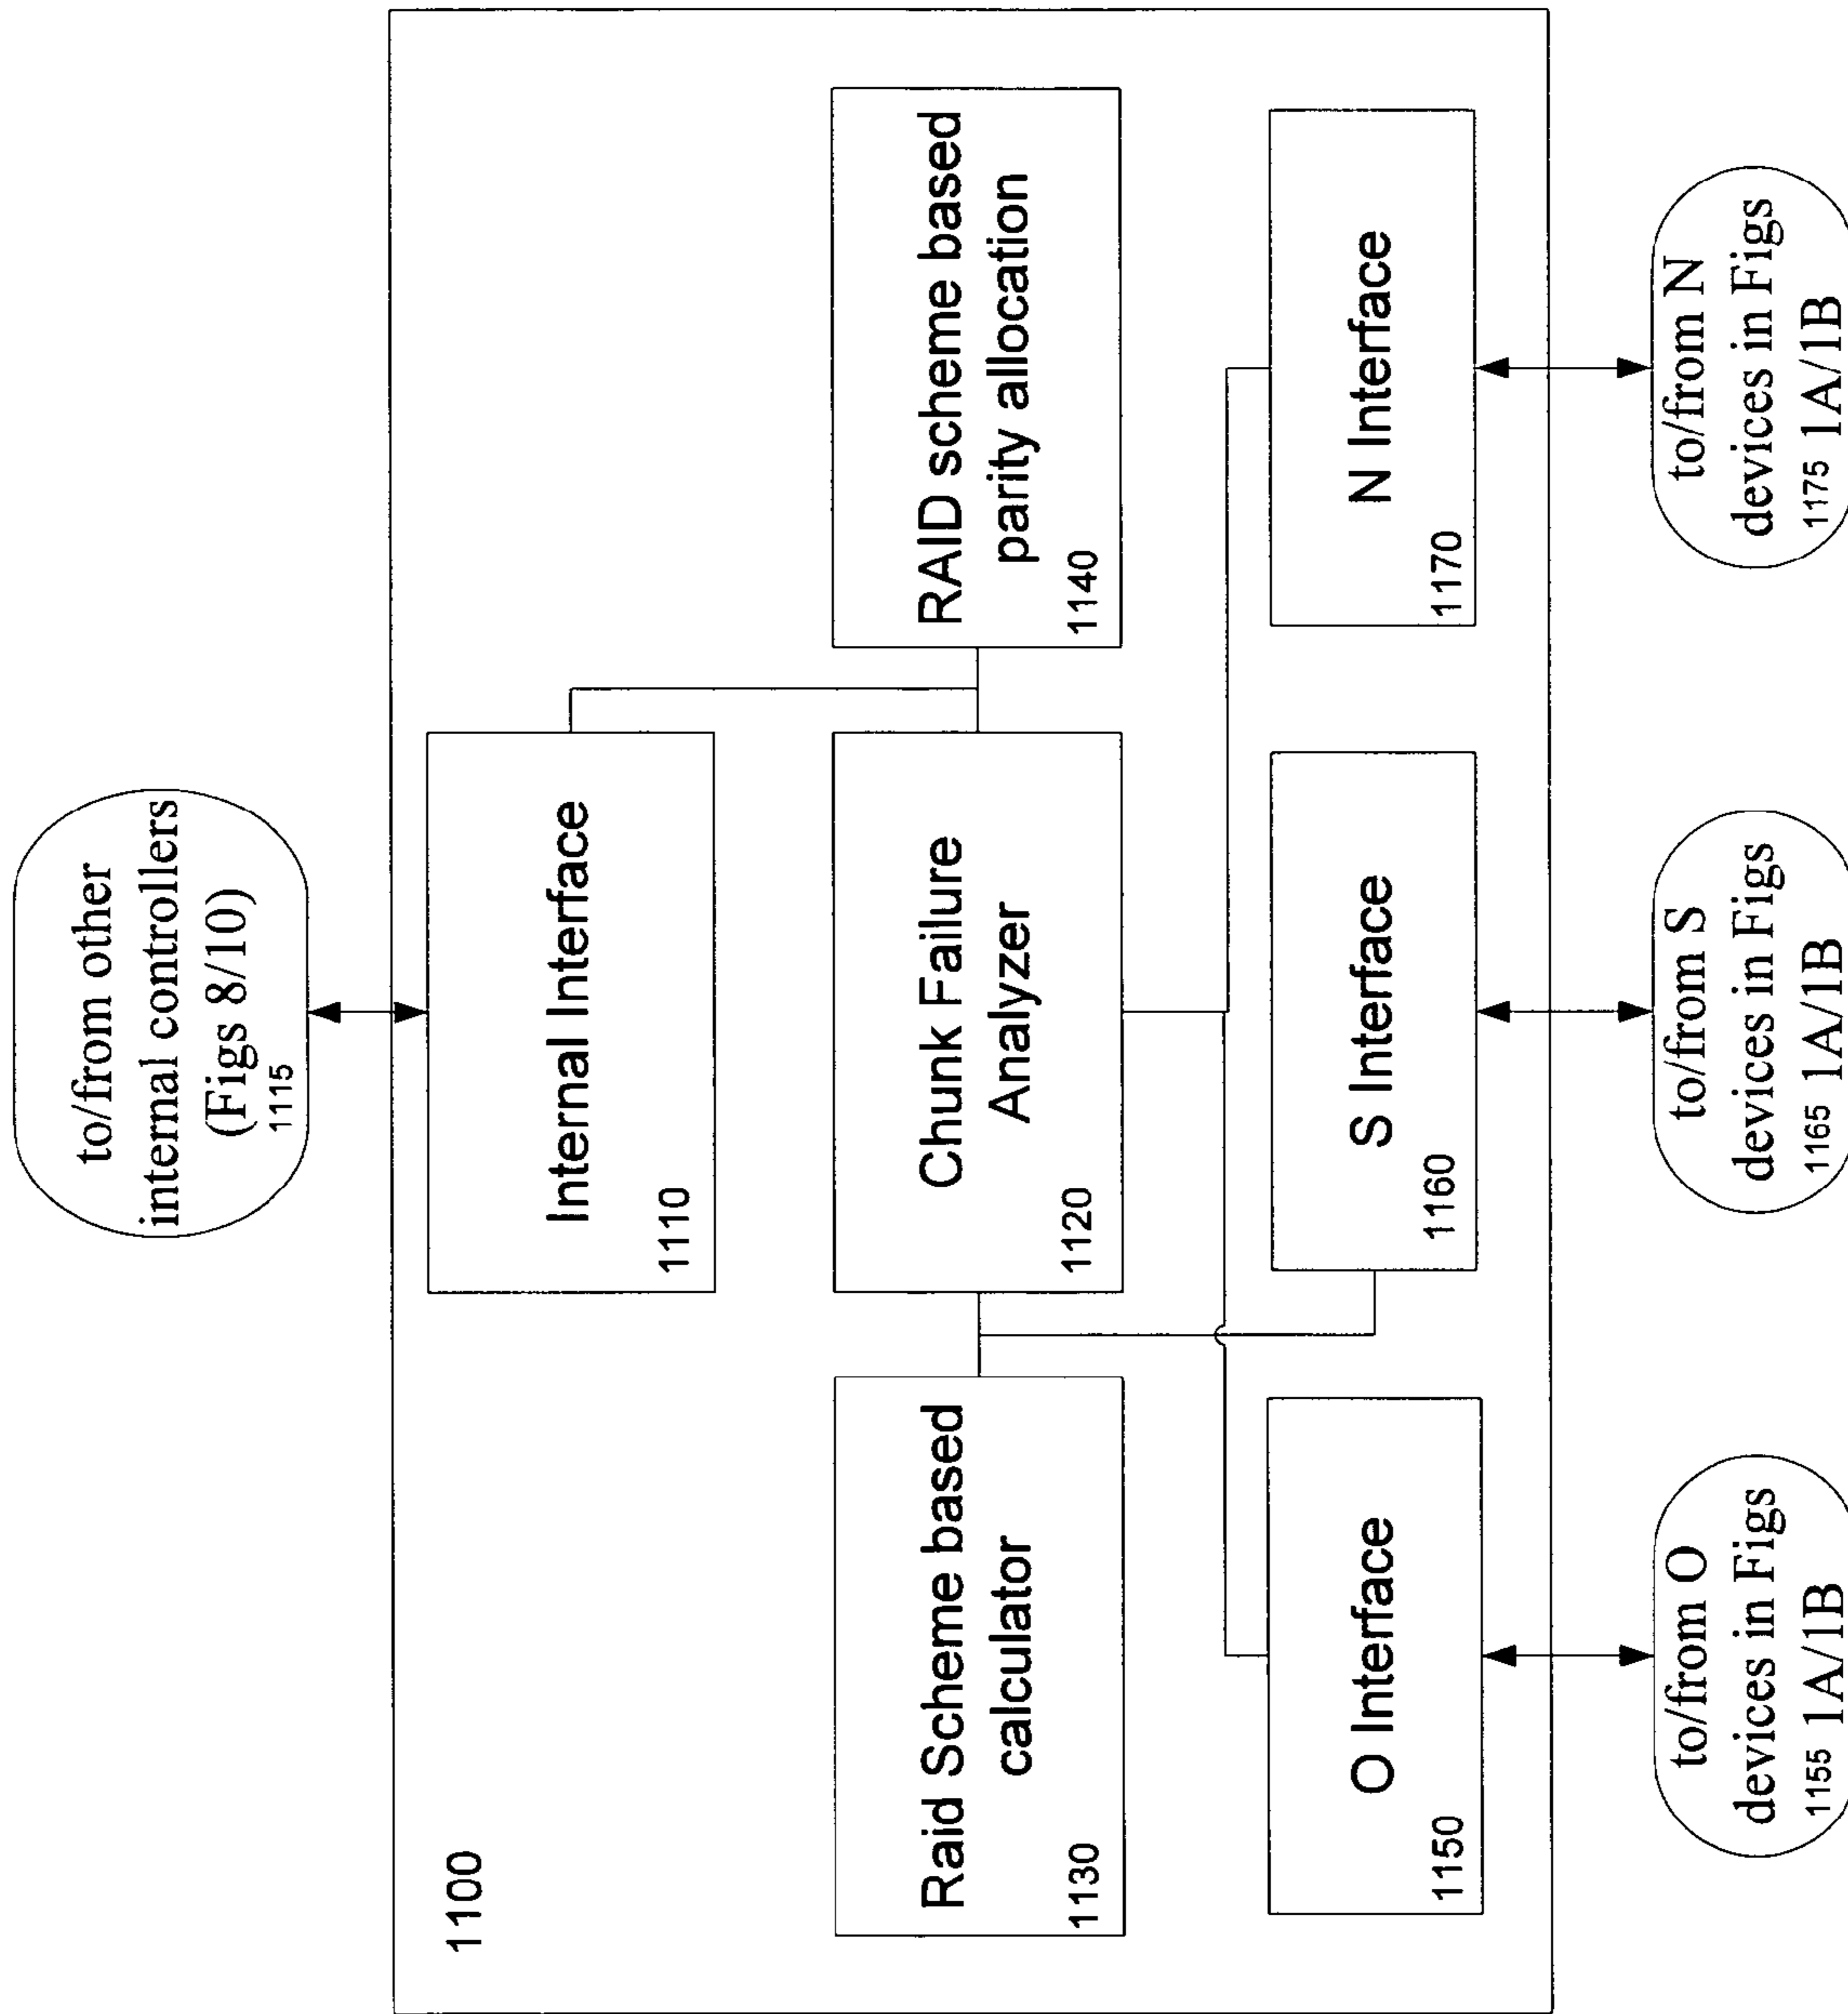 to/from other
internal controllers
(Figs 8/10)
1115
1100
Internal Interface
1110
Raid Scheme based
calculator
1130
Chunk Failure
Analyzer
1120
RAID scheme based
parity allocation
1140
O Interface
1150
S Interface
1160
N Interface
1170
to/from O
devices in Figs
1155 1A/1B
to/from S
devices in Figs
1165 1A/1B
to/from N
devices in Figs
1175 1A/1B